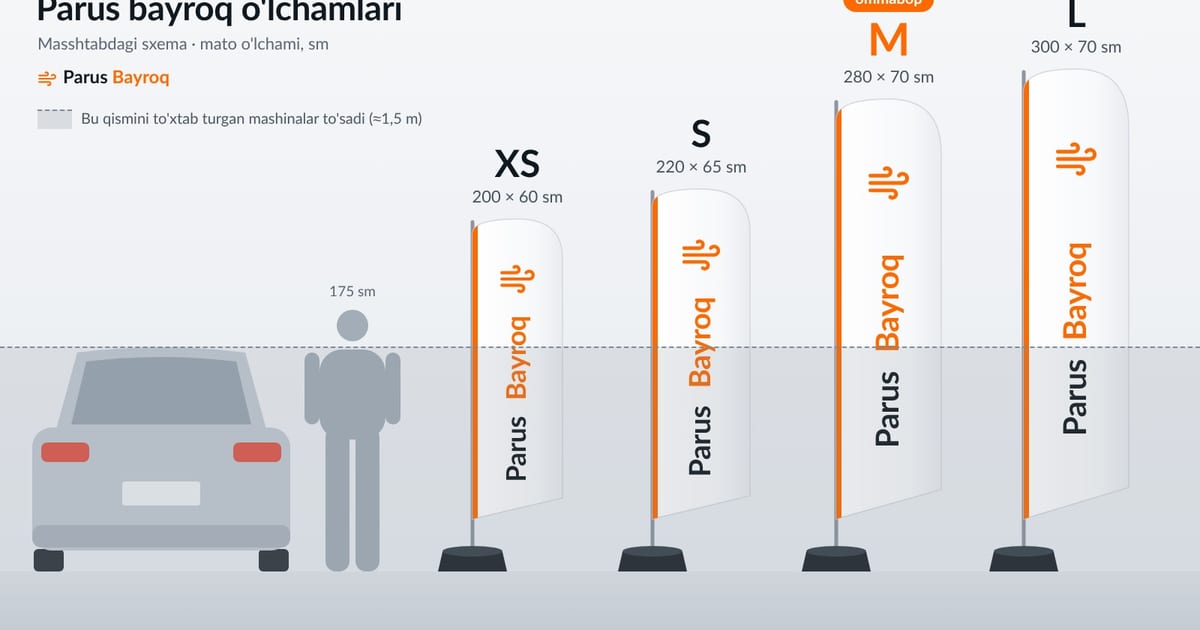 Parus bayroq o'lchamlari
Masshtabdagi sxema · mato o'lchami, sm
Parus Bayroq
Bu qismini to'xtab turgan mashinalar to'sadi (≈1,5 m)
175 sm
XS
200 × 60 sm
Parus Bayroq
S
220 × 65 sm
Parus Bayroq
ommabop
M
280 × 70 sm
Parus Bayroq
L
300 × 70 sm
Parus Bayroq